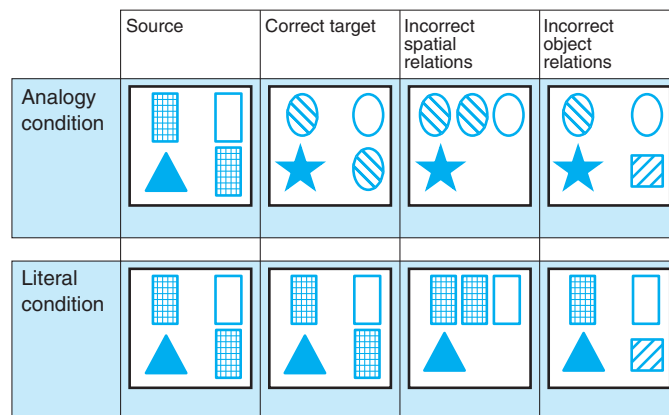 Source
Correct target
Incorrect
spatial
relations
Incorrect
object
relations
Analogy
condition
Literal
condition